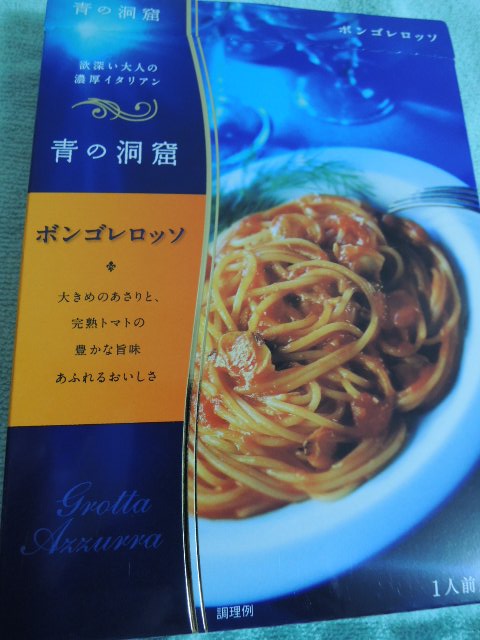 青の洞窟
ボンゴレロッソ
欲深い大人の
濃厚イタリアン
青の洞窟
ボンゴレロッソ
大きめのあさりと、
完熟トマトの
豊かな旨味
あふれるおいしさ
Grotta
Azzurra
調理例
1人前